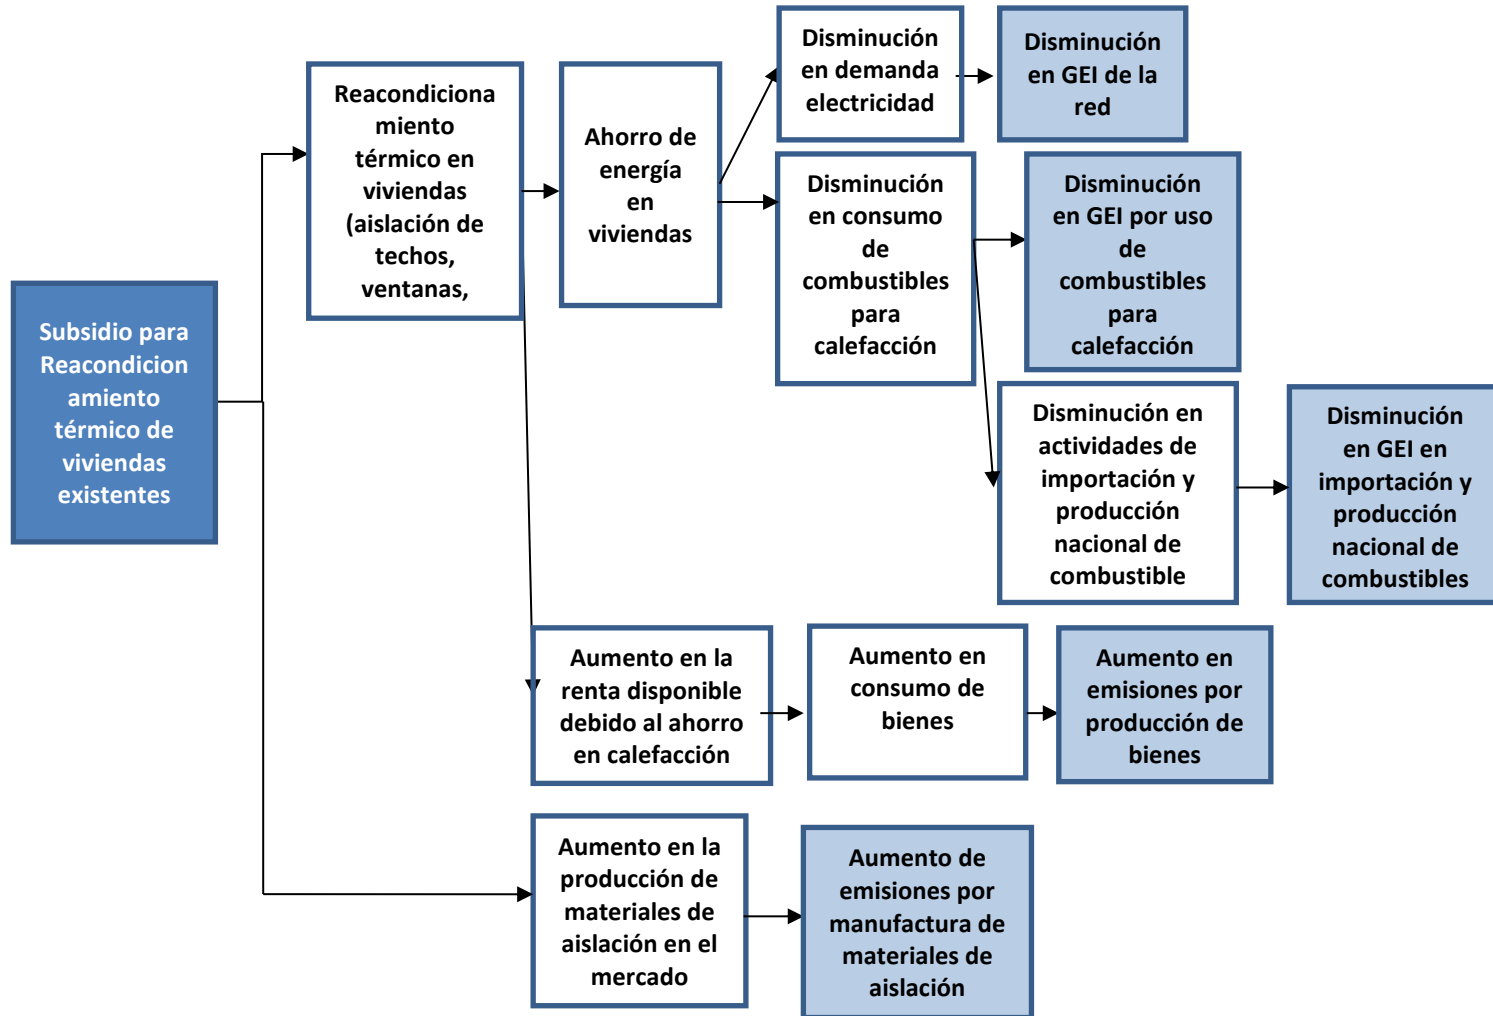 Subsidio para
Reacondicion
amiento
térmico de
viviendas
existentes
Reacondiciona
miento
térmico en
viviendas
(aislación de
techos,
ventanas,
Ahorro de
energía
en
viviendas
Disminución
en demanda
electricidad
Disminución
en GEI de la
red
Disminución
en consumo
de
combustibles
para
calefacción
Disminución
en GEI por uso
de
combustibles
para
calefacción
Disminución en
actividades de
importación y
producción
nacional de
combustible
Disminución
en GEI en
importación y
producción
nacional de
combustibles
Aumento en la
renta disponible
debido al ahorro
en calefacción
Aumento en
consumo de
bienes
Aumento en
emisiones por
producción de
bienes
Aumento en la
producción de
materiales de
aislación en el
mercado
Aumento de
emisiones por
manufactura de
materiales de
aislación